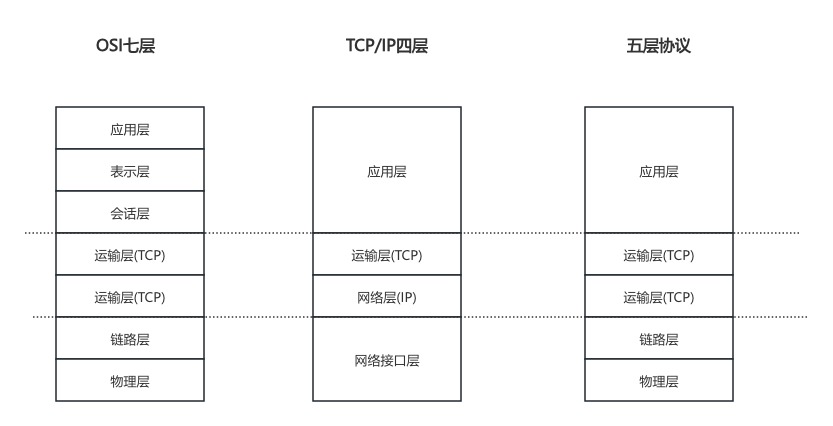 OSI七层
TCP/IP四层
五层协议
应用层
表示层
会话层
运输层(TCP)
运输层(TCP)
链路层
物理层
应用层
运输层(TCP)
网络层(IP)
网络接口层
应用层
运输层(TCP)
运输层(TCP)
链路层
物理层